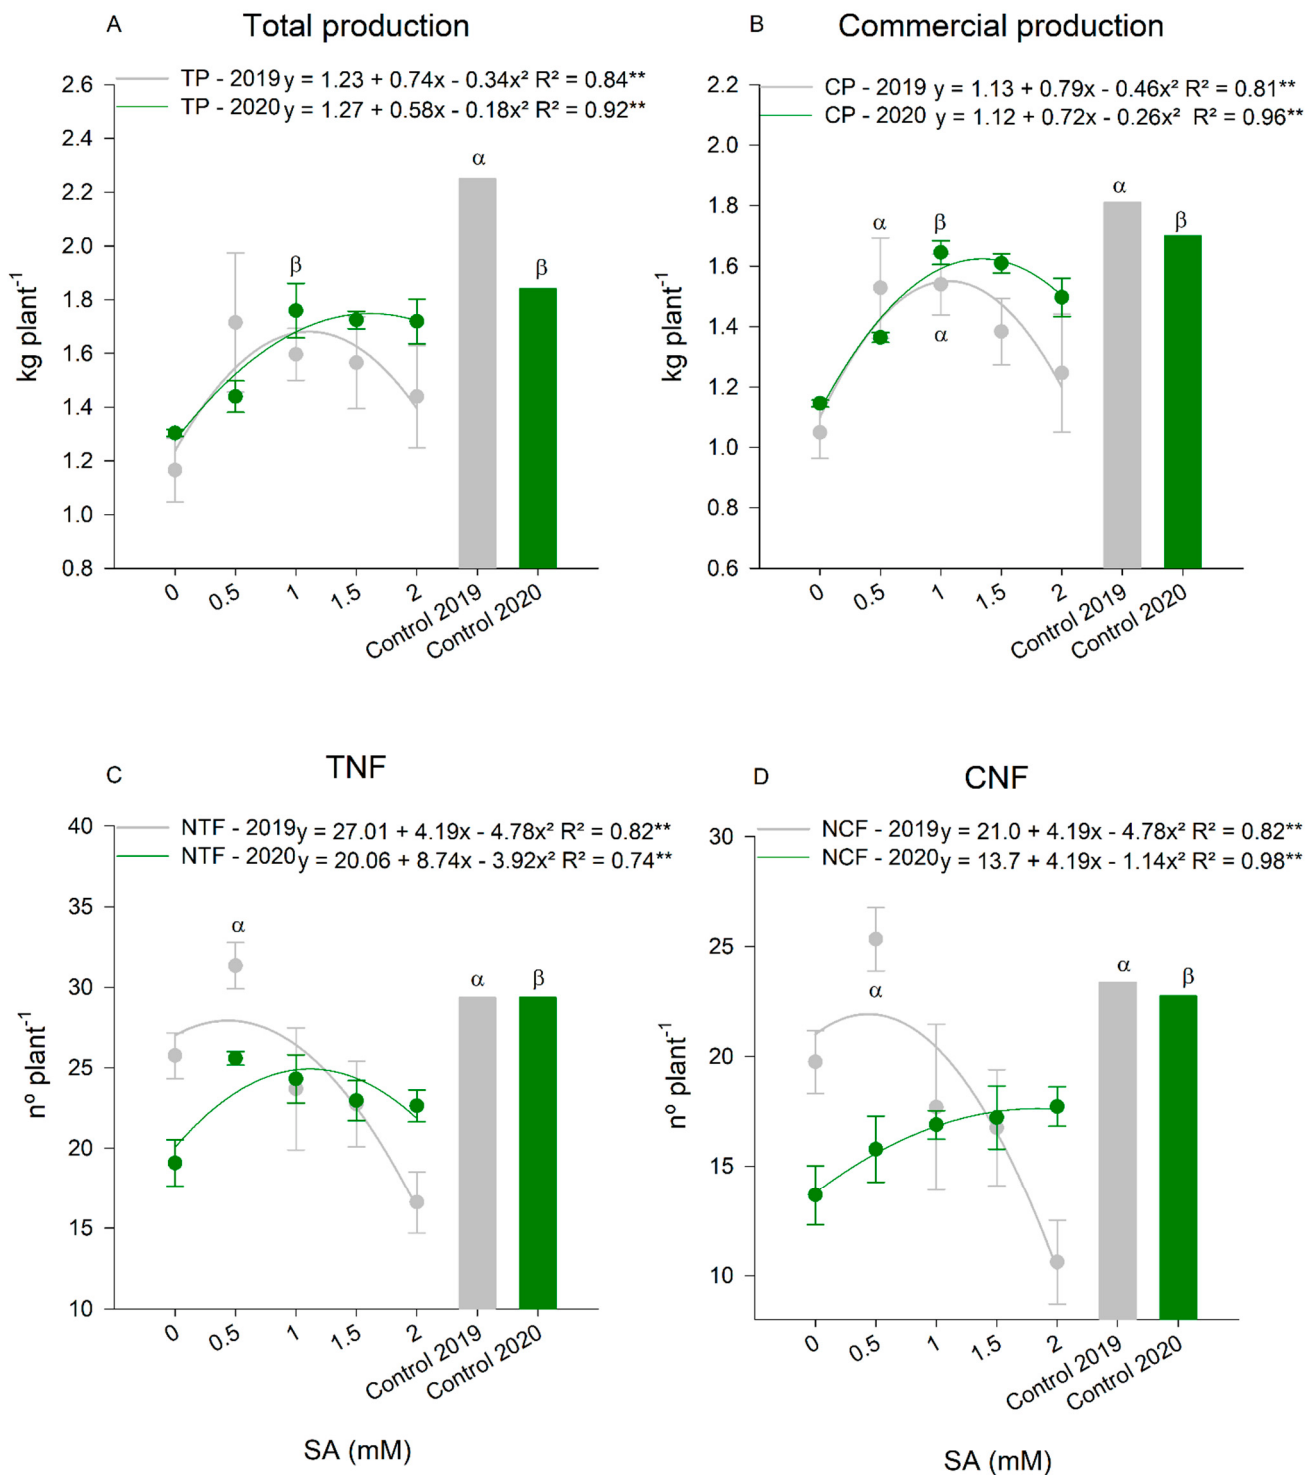 A
Total production
TP - 2019 y = 1.23 + 0.74x - 0.34x² R² = 0.84**
TP - 2020 y = 1.27 + 0.58x - 0.18x² R² = 0.92**
2.6
2.4
2.2
2.0
1.8
1.6
1.4
1.2
1.0
0.8
kg plant⁻¹
β
α
β
0
0.5
1
1.5
2
Control 2019
Control 2020
B
Commercial production
CP - 2019 y = 1.13 + 0.79x - 0.46x² R² = 0.81**
CP - 2020 y = 1.12 + 0.72x - 0.26x² R² = 0.96**
2.2
2.0
1.8
1.6
1.4
1.2
1.0
0.8
0.6
kg plant⁻¹
α
β
α
α
β
0
0.5
1
1.5
2
Control 2019
Control 2020
C
TNF
NTF - 2019 y = 27.01 + 4.19x - 4.78x² R² = 0.82**
NTF - 2020 y = 20.06 + 8.74x - 3.92x² R² = 0.74**
40
35
30
25
20
15
10
nº plant⁻¹
α
α
β
0
0.5
1
1.5
2
Control 2019
Control 2020
SA (mM)
D
CNF
NCF - 2019 y = 21.0 + 4.19x - 4.78x² R² = 0.82**
NCF - 2020 y = 13.7 + 4.19x - 1.14x² R² = 0.98**
30
25
20
15
10
nº plant⁻¹
α
α
β
0
0.5
1
1.5
2
Control 2019
Control 2020
SA (mM)